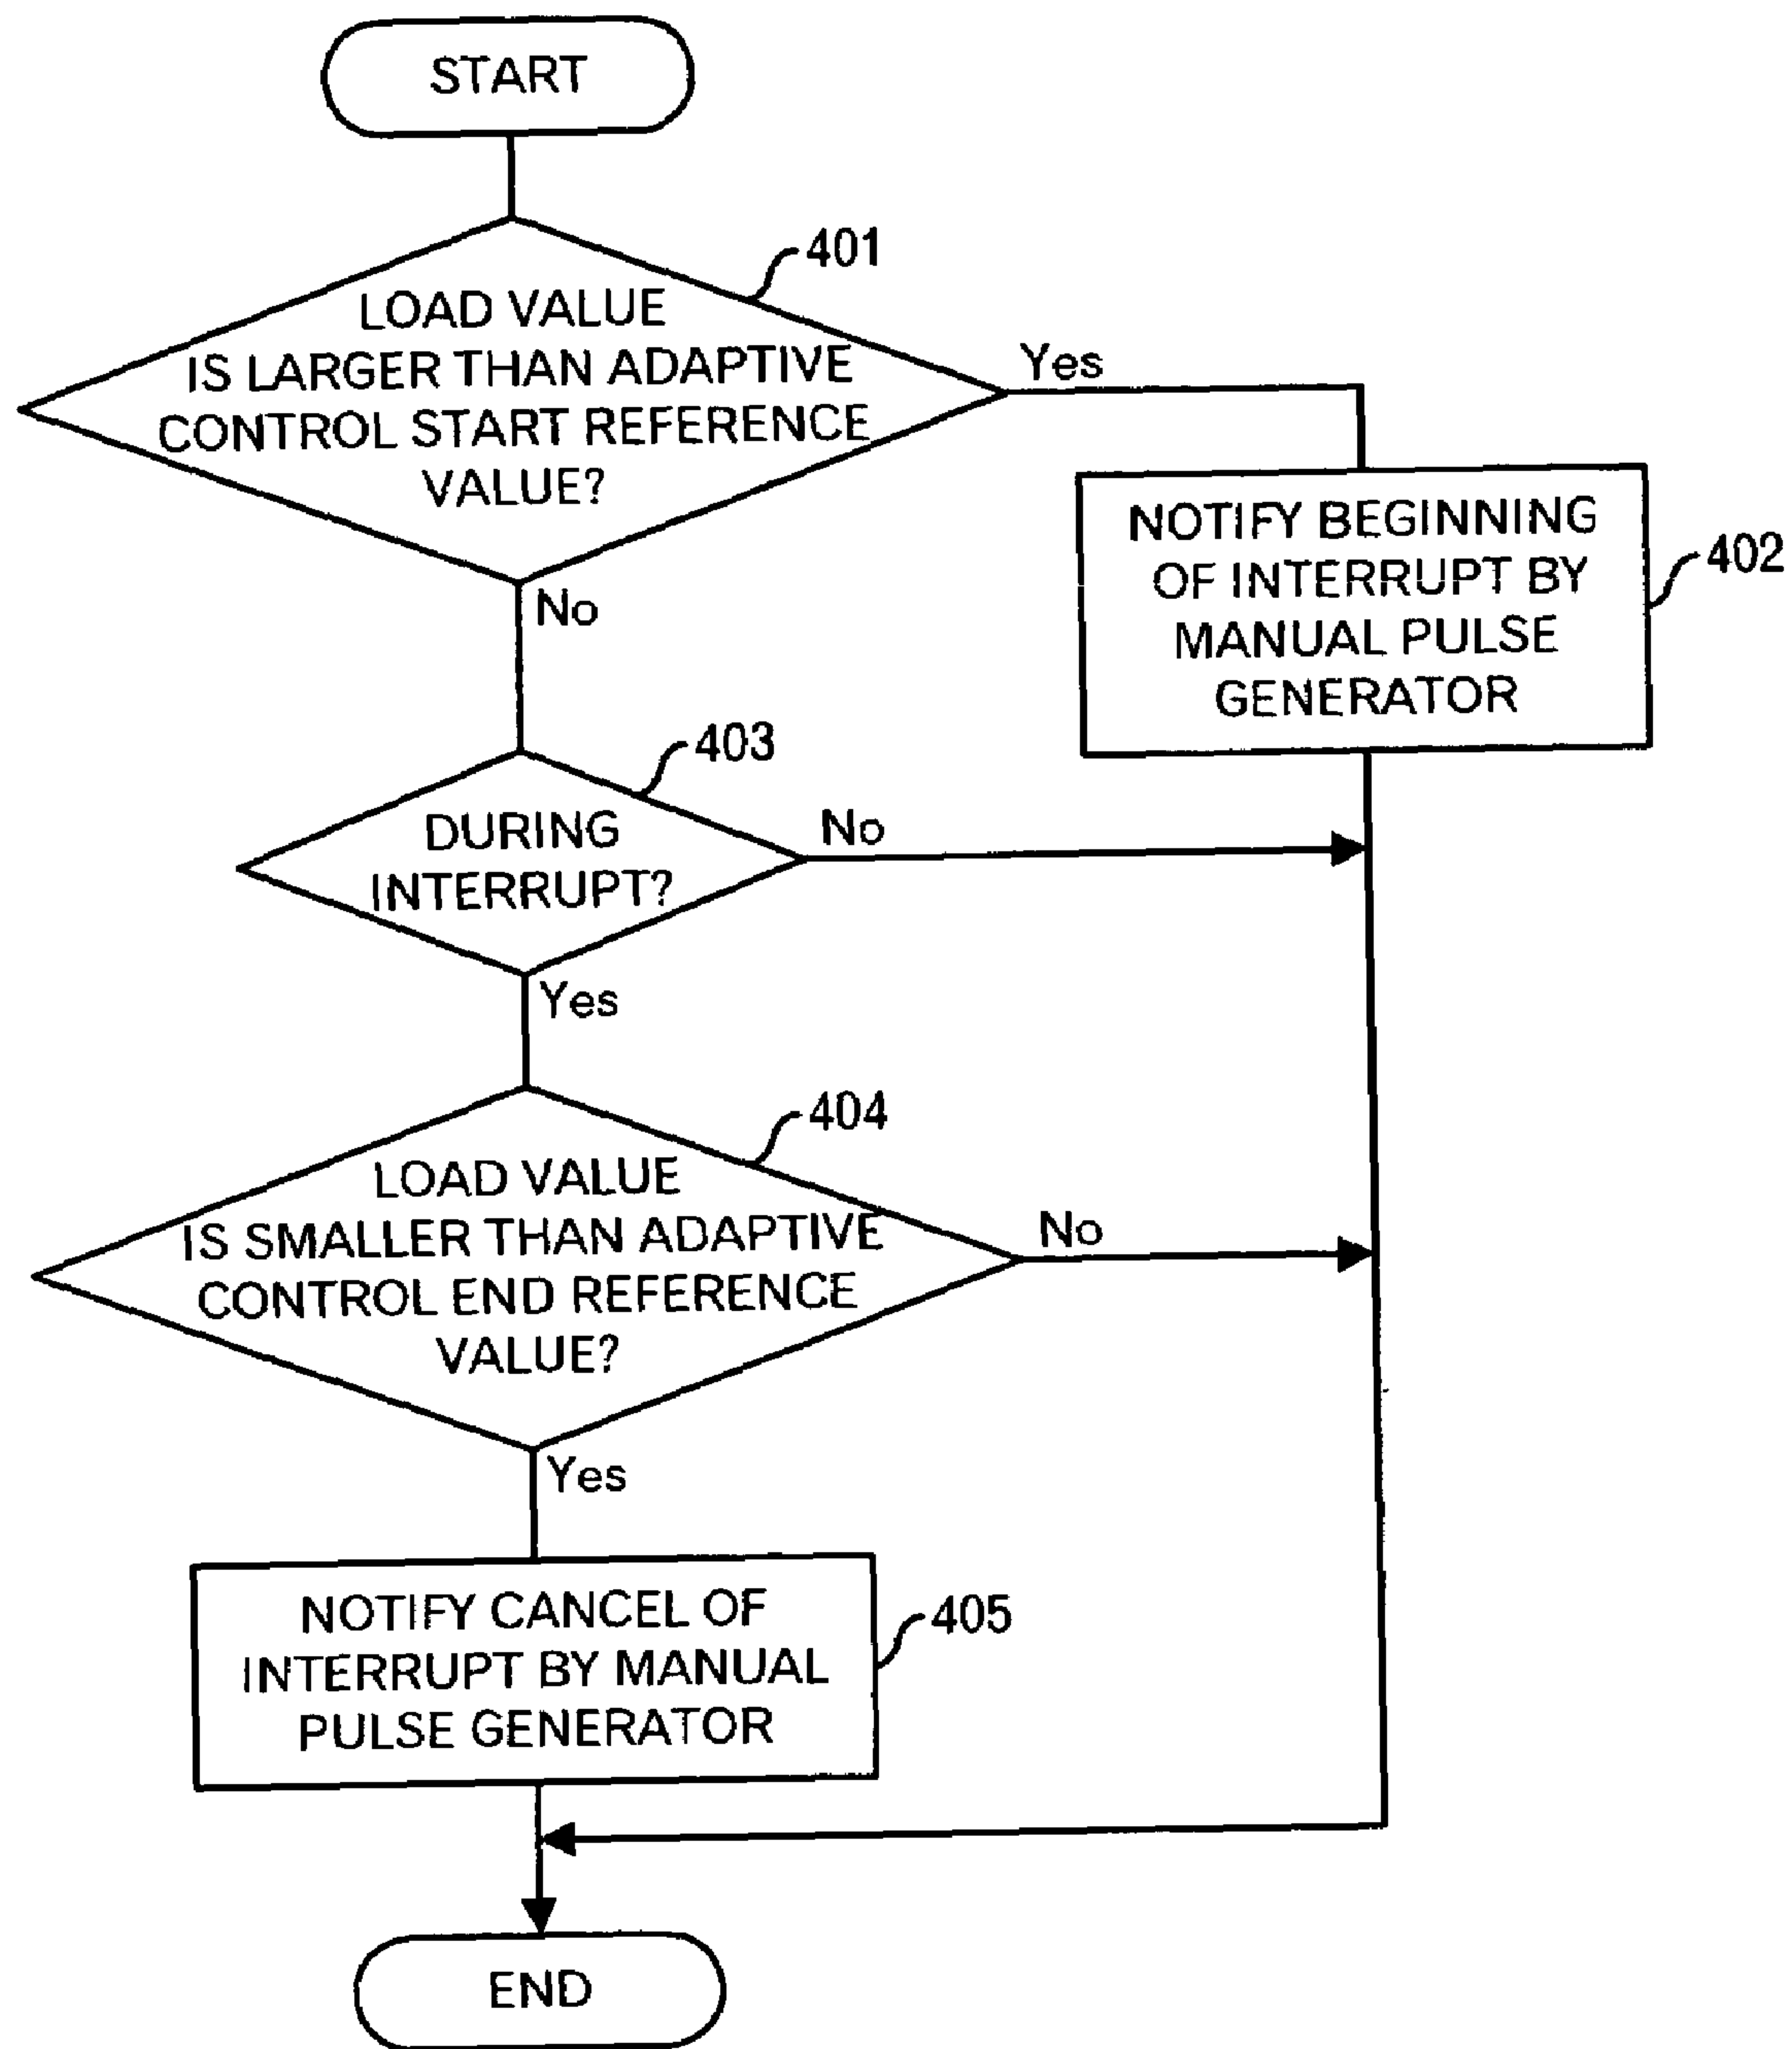 START
401
LOAD VALUE
IS LARGER THAN ADAPTIVE
CONTROL START REFERENCE
VALUE?
Yes
No
NOTIFY BEGINNING
OF INTERRUPT BY
MANUAL PULSE
GENERATOR
402
403
DURING
INTERRUPT?
No
Yes
404
LOAD VALUE
IS SMALLER THAN ADAPTIVE
CONTROL END REFERENCE
VALUE?
No
Yes
NOTIFY CANCEL OF
INTERRUPT BY MANUAL
PULSE GENERATOR
405
END